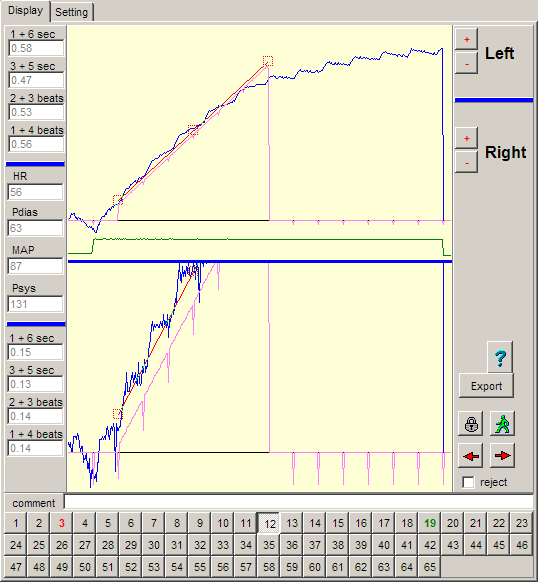 Display Setting
1 + 6 sec
0.58
3 + 5 sec
0.47
2 + 3 beats
0.53
1 + 4 beats
0.56
HR
56
Pdias
63
MAP
87
Psys
131
1 + 6 sec
0.15
3 + 5 sec
0.13
2 + 3 beats
0.14
1 + 4 beats
0.14
+
-
Left
+
-
Right
?
Export
reject
comment
1 2 3 4 5 6 7 8 9 10 11 12 13 14 15 16 17 18 19 20 21 22 23
24 25 26 27 28 29 30 31 32 33 34 35 36 37 38 39 40 41 42 43 44 45 46
47 48 49 50 51 52 53 54 55 56 57 58 59 60 61 62 63 64 65